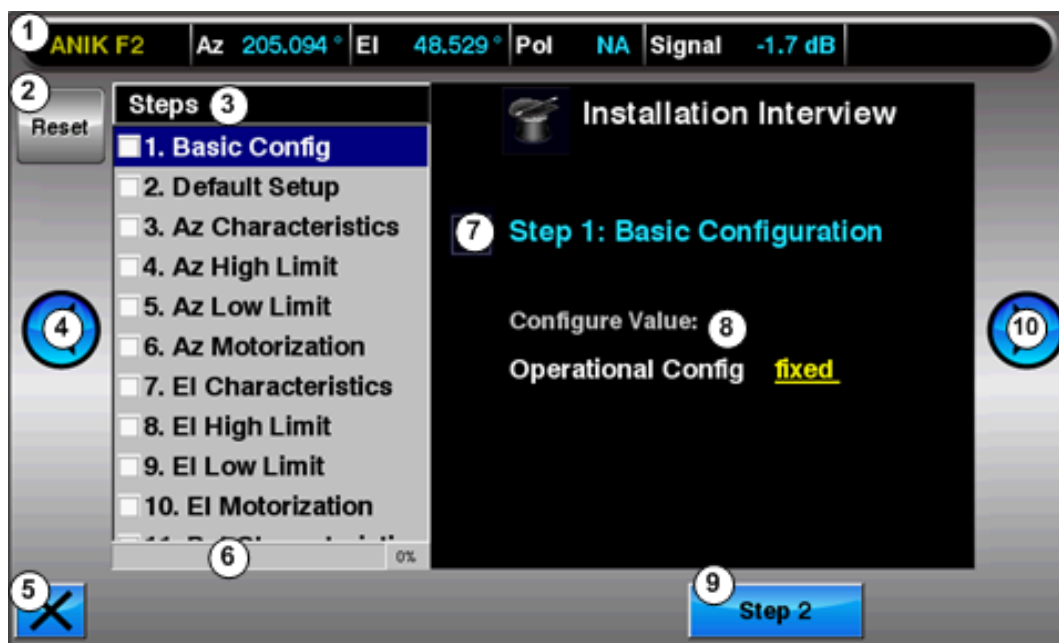 1
ANIK F2 Az 205.094 ° El 48.529 ° Pol NA Signal -1.7 dB
2
Reset
Steps 3
1. Basic Config
2. Default Setup
3. Az Characteristics
4. Az High Limit
5. Az Low Limit
6. Az Motorization
7. El Characteristics
8. El High Limit
9. El Low Limit
10. El Motorization
6
0%
4
5
Installation Interview
7 Step 1: Basic Configuration
Configure Value: 8
Operational Config fixed
9
Step 2
10